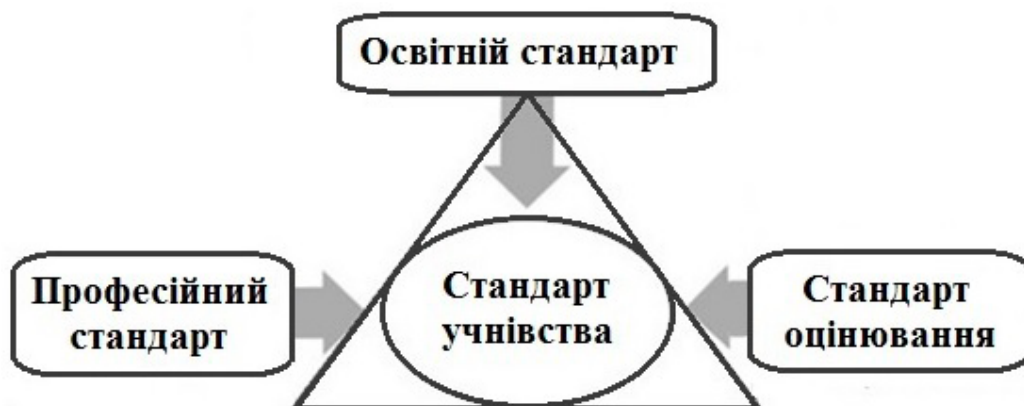 Освітній стандарт
Професійний
стандарт
Стандарт
учнівства
Стандарт
оцінювання